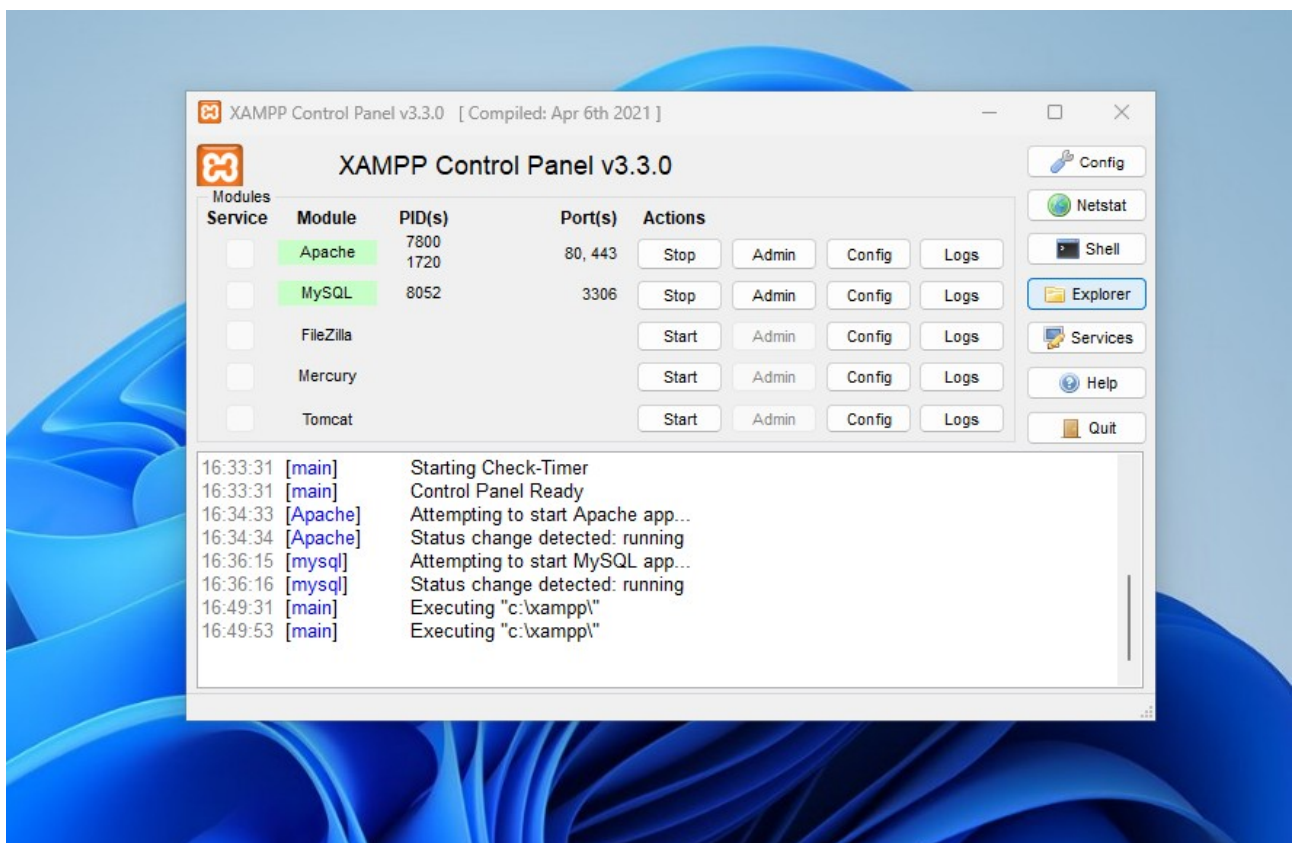 XAMPP Control Panel v3.3.0 [ Compiled: Apr 6th 2021 ]
XAMPP Control Panel v3.3.0
Config
Modules
Netstat
Service Module PID(s) Port(s) Actions
Apache 7800 1720 80, 443 Stop Admin Config Logs
Shell
MySQL 8052 3306 Stop Admin Config Logs
Explorer
FileZilla Start Admin Config Logs
Services
Mercury Start Admin Config Logs
Help
Tomcat Start Admin Config Logs
Quit
16:33:31 [main] Starting Check-Timer
16:33:31 [main] Control Panel Ready
16:34:33 [Apache] Attempting to start Apache app...
16:34:34 [Apache] Status change detected: running
16:36:15 [mysql] Attempting to start MySQL app...
16:36:16 [mysql] Status change detected: running
16:49:31 [main] Executing "c:\xampp\"
16:49:53 [main] Executing "c:\xampp\"